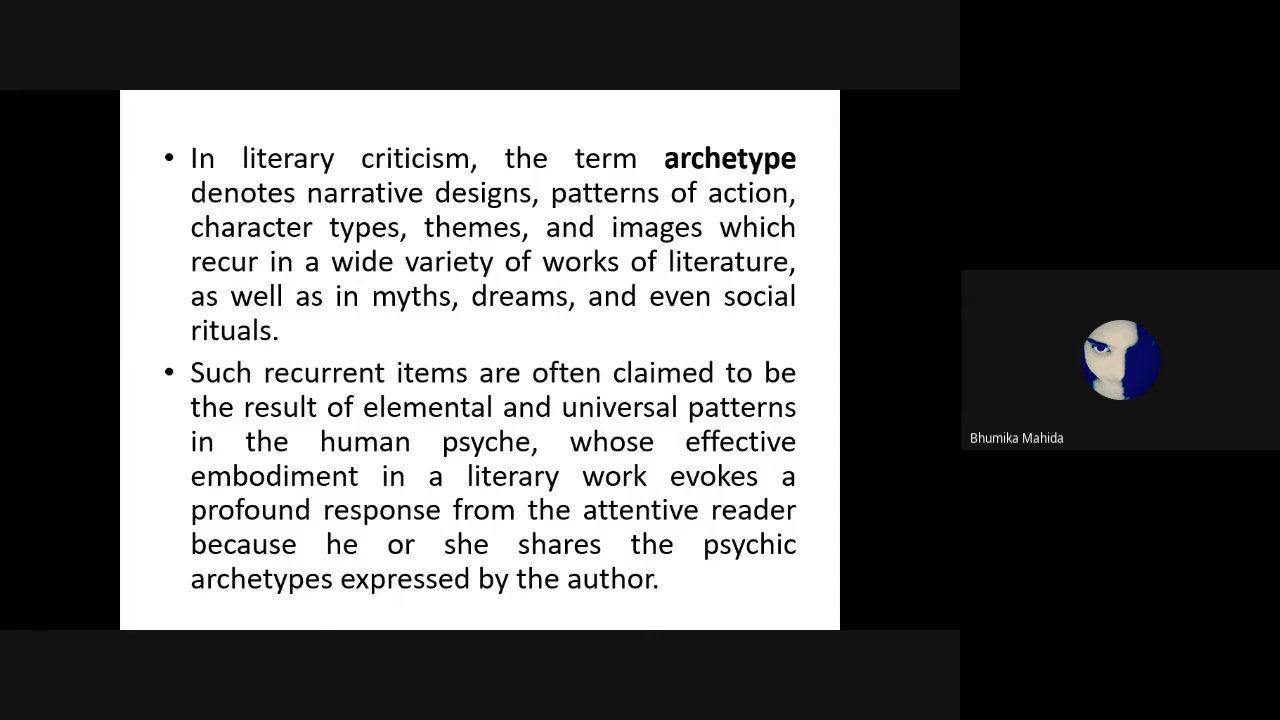 • In literary criticism, the term archetype
denotes narrative designs, patterns of action,
character types, themes, and images which
recur in a wide variety of works of literature,
as well as in myths, dreams, and even social
rituals.
• Such recurrent items are often claimed to be
the result of elemental and universal patterns
in the human psyche, whose effective
embodiment in a literary work evokes a
profound response from the attentive reader
because he or she shares the psychic
archetypes expressed by the author.
Bhumika Mahida